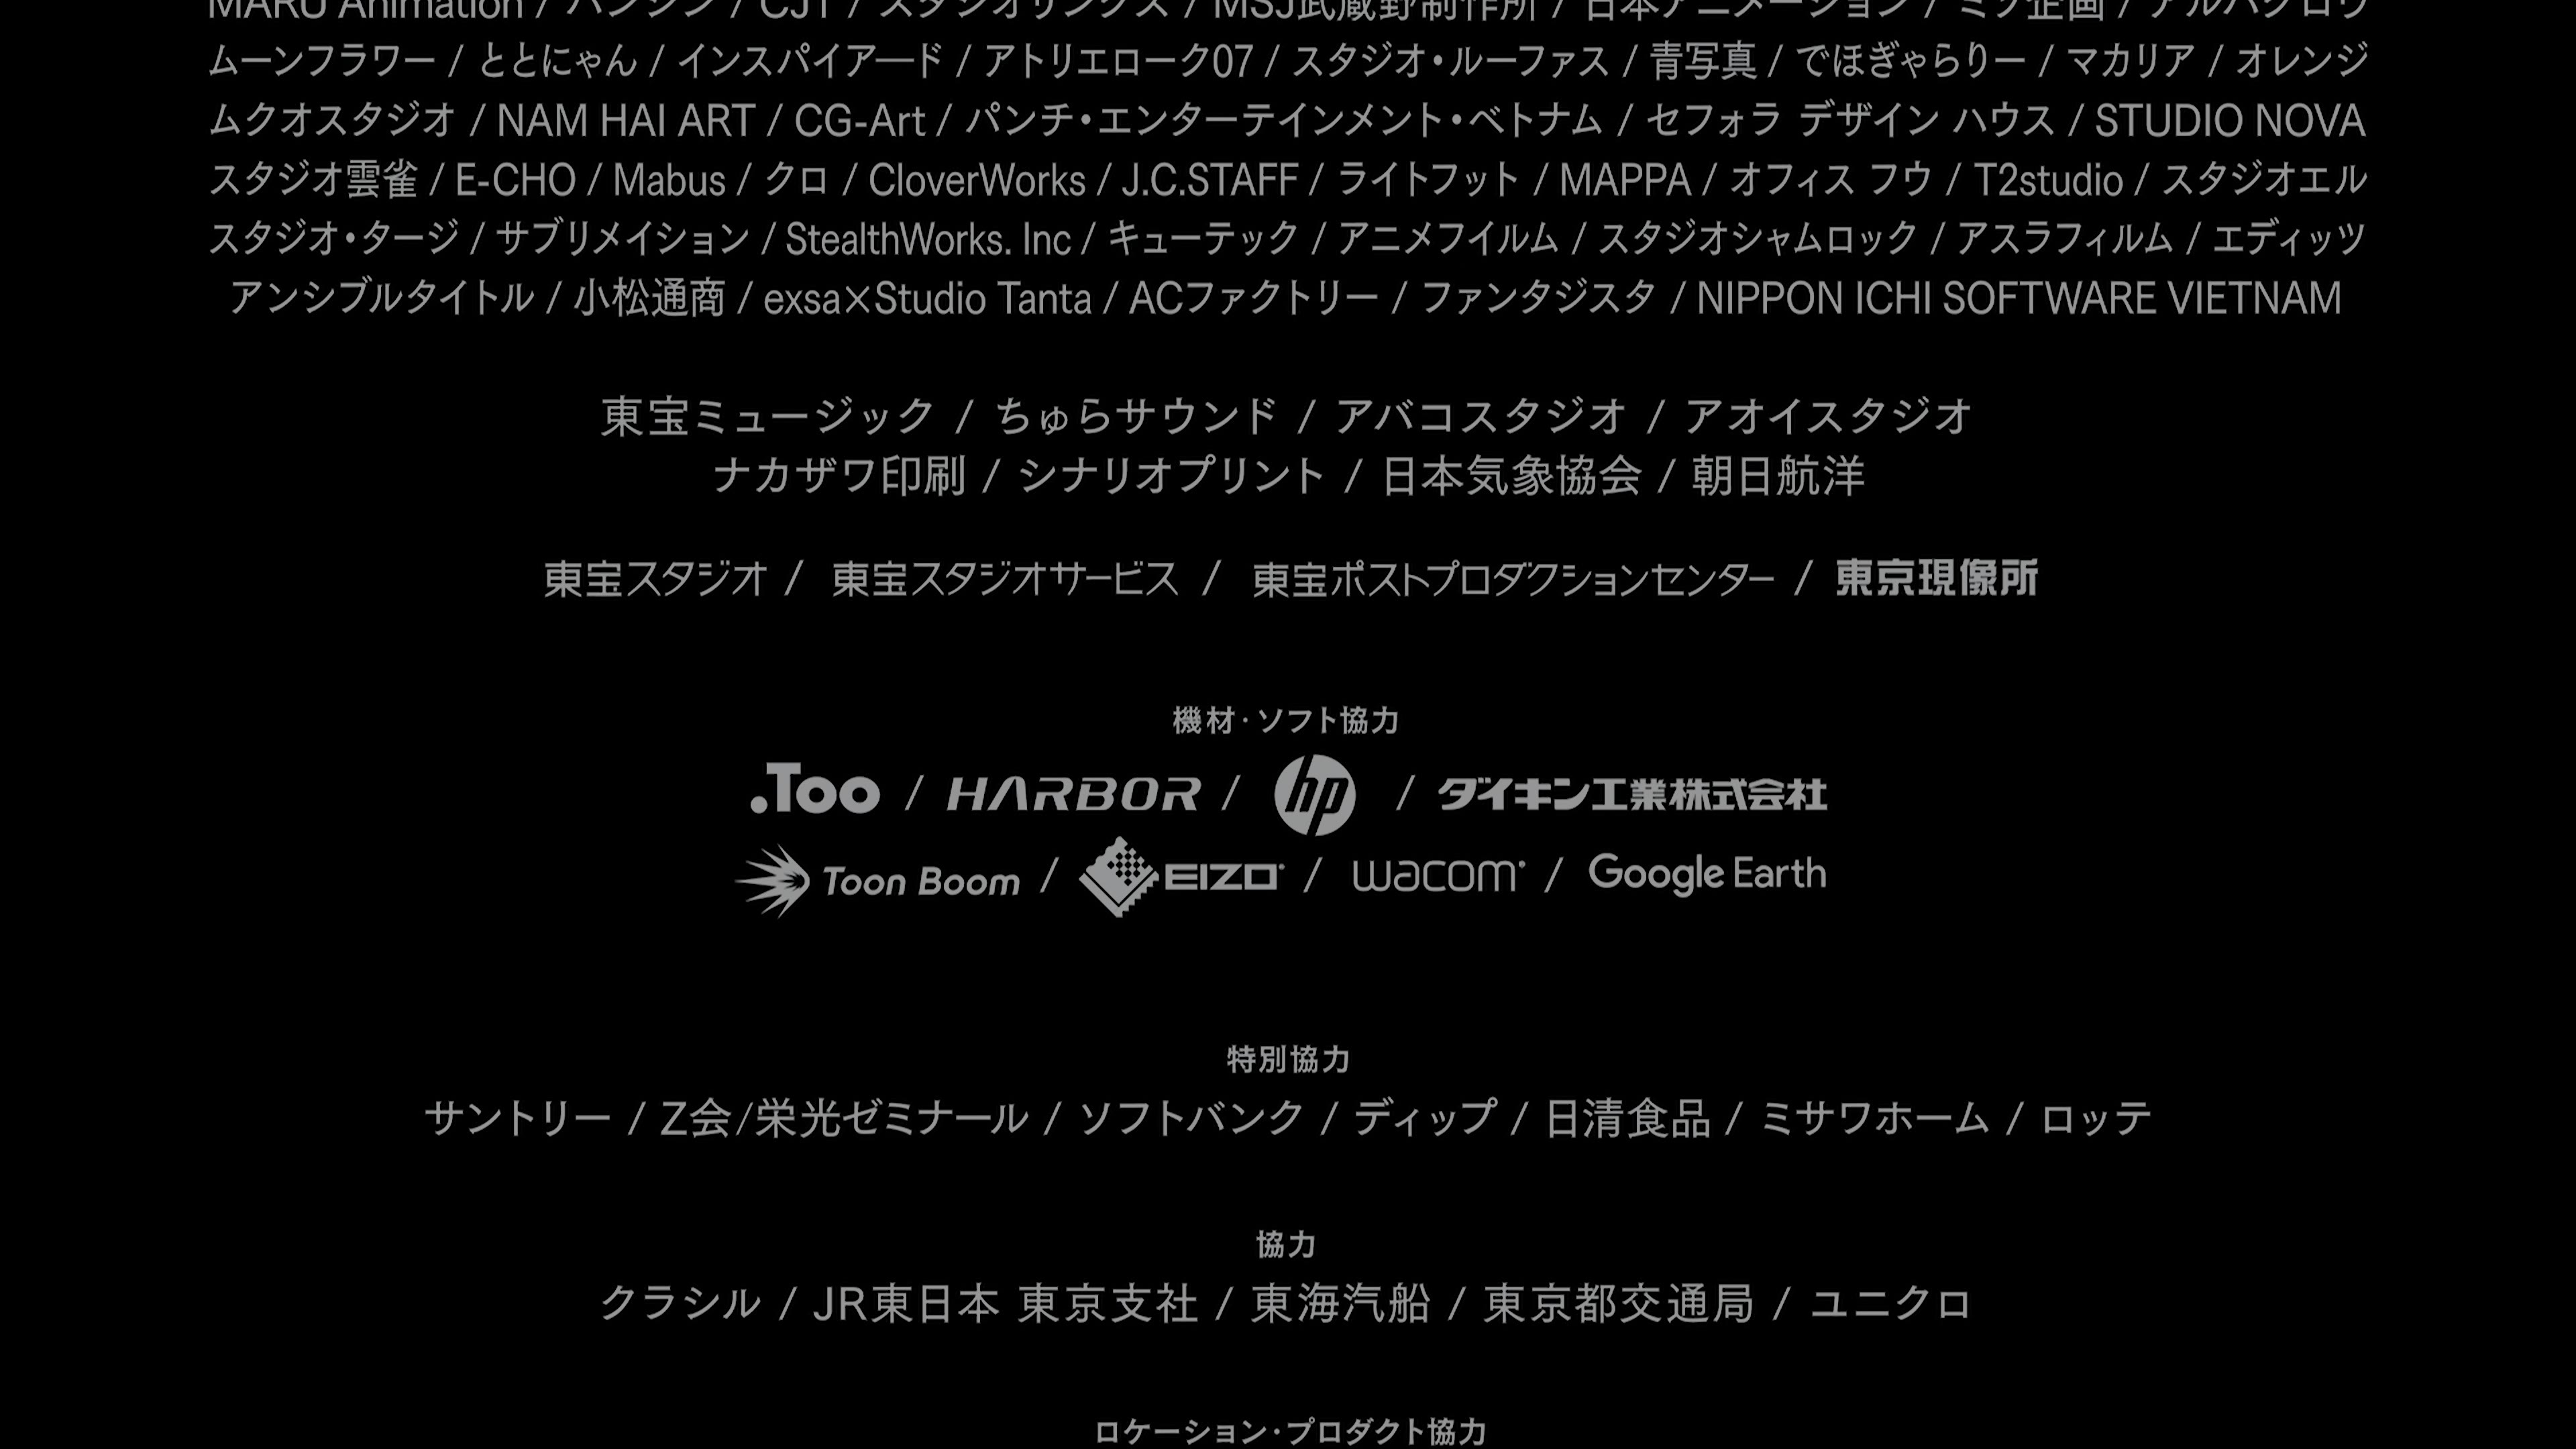 MARU Animation / ハンジン / CJT / スタジオリングス / MSJ武蔵野制作所 / 日本アニメーション / ミツ企画 / アルバクロウ
ムーンフラワー / ととにゃん / インスパイア―ド / アトリエローク07 / スタジオ・ルーファス / 青写真 / でほぎゃらりー / マカリア / オレンジ
ムクオスタジオ / NAM HAI ART / CG-Art / パンチ・エンターテインメント・ベトナム / セフォラ デザイン ハウス / STUDIO NOVA
スタジオ雲雀 / E-CHO / Mabus / クロ / CloverWorks / J.C.STAFF / ライトフット / MAPPA / オフィス フウ / T2studio / スタジオエル
スタジオ・タージ / サブリメイション / StealthWorks. Inc / キューテック / アニメフイルム / スタジオシャムロック / アスラフィルム / エディッツ
アンシブルタイトル / 小松通商 / exsa×Studio Tanta / ACファクトリー / ファンタジスタ / NIPPON ICHI SOFTWARE VIETNAM
東宝ミュージック / ちゅらサウンド / アバコスタジオ / アオイスタジオ
ナカザワ印刷 / シナリオプリント / 日本気象協会 / 朝日航洋
東宝スタジオ / 東宝スタジオサービス / 東宝ポストプロダクションセンター / 東京現像所
機材・ソフト協力
.Too / HARBOR / hp / ダイキン工業株式会社
Toon Boom / EIZO / wacom / Google Earth
特別協力
サントリー / Z会/栄光ゼミナール / ソフトバンク / ディップ / 日清食品 / ミサワホーム / ロッテ
協力
クラシル / JR東日本 東京支社 / 東海汽船 / 東京都交通局 / ユニクロ
ロケーション・プロダクト協力